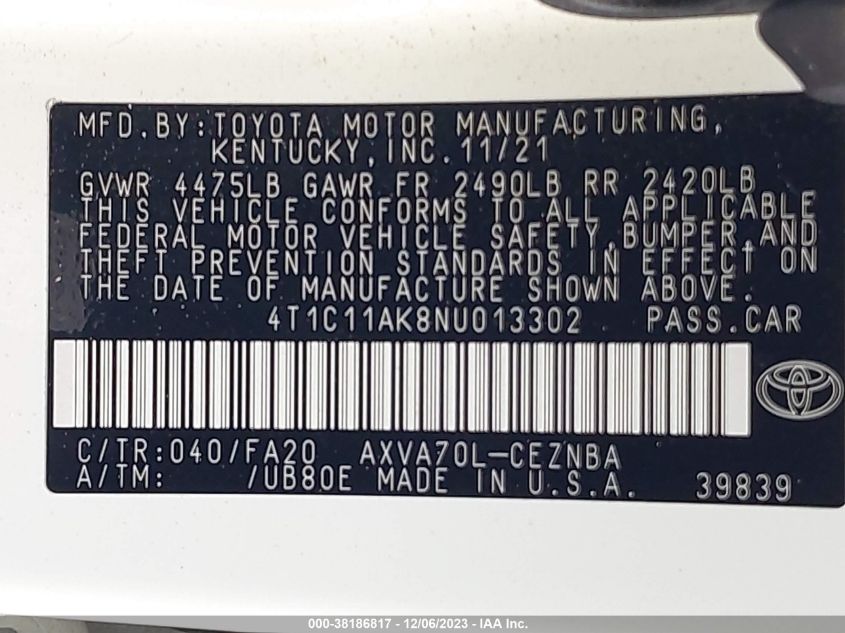 MFD.BY:TOYOTA MOTOR MANUFACTURING,
KENTUCKY,INC.11/21
GVWR 4475LB GAWR FR 2490LB RR 2420LB
THIS VEHICLE CONFORMS TO ALL APPLICABLE
FEDERAL MOTOR VEHICLE SAFETY,BUMPER,AND
THEFT PREVENTION STANDARDS IN EFFECT ON
THE DATE OF MANUFACTURE SHOWN ABOVE.
4T1C11AK8NU013302 PASS.CAR
C/TR:040/FA20 AXVA70L-CEZNBA
A/TM: /UB80E MADE IN U.S.A. 39839
000-38186817 - 12/06/2023 - IAA Inc.